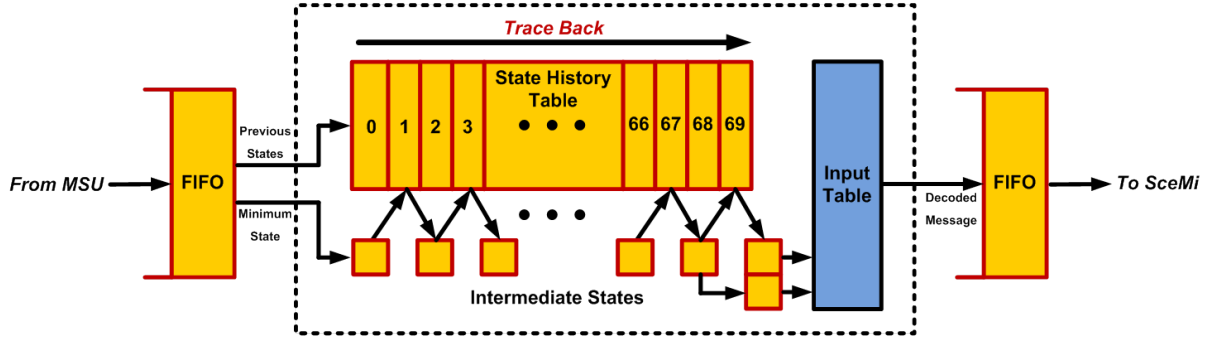 Trace Back
State History
Table
0 1 2 3 • • • 66 67 68 69
Previous
States
From MSU
FIFO
Minimum
State
• • •
Intermediate States
Input
Table
Decoded
Message
FIFO
To SceMi